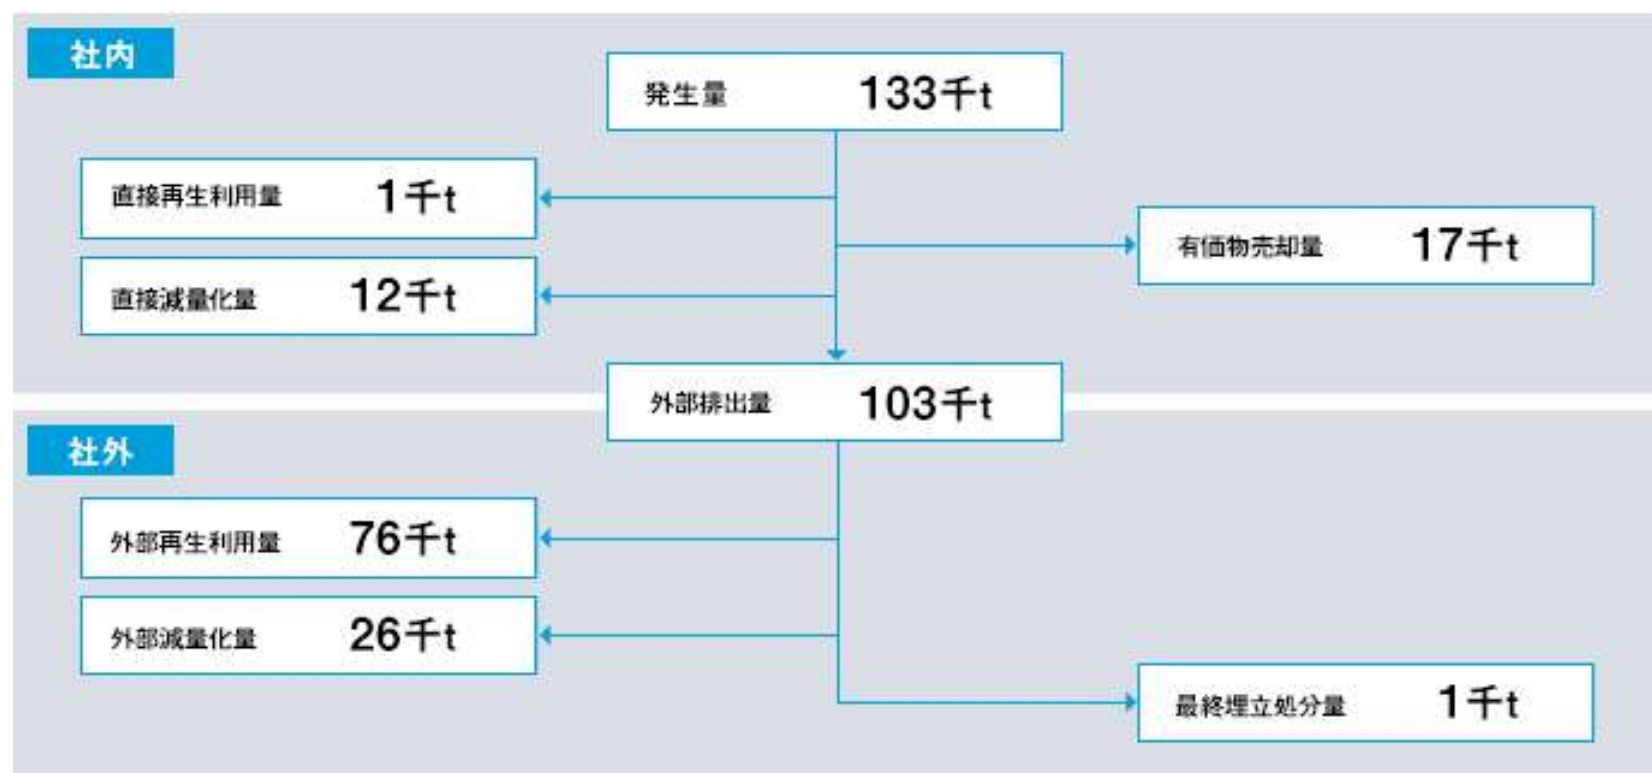 社内
発生量 133千t
直接再生利用量 1千t
有価物売却量 17千t
直接減量化量 12千t
外部排出量 103千t
社外
外部再生利用量 76千t
外部減量化量 26千t
最終埋立処分量 1千t